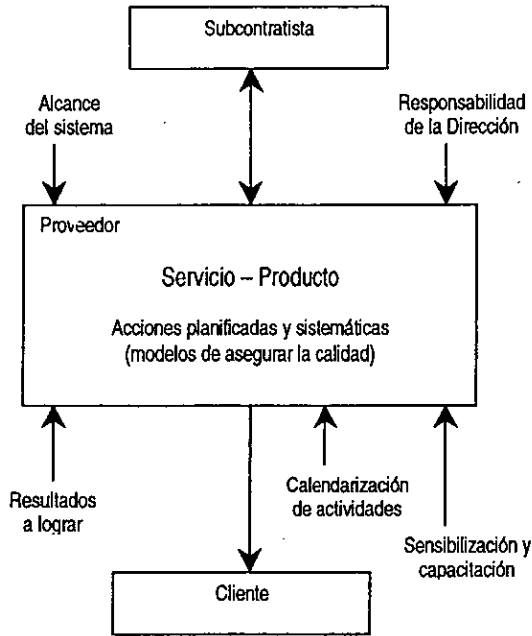 Subcontratista
Alcance
del sistema
Responsabilidad
de la Dirección
Proveedor
Servicio – Producto
Acciones planificadas y sistemáticas
(modelos de asegurar la calidad)
Resultados
a lograr
Calendarización
de actividades
Sensibilización y
capacitación
Cliente